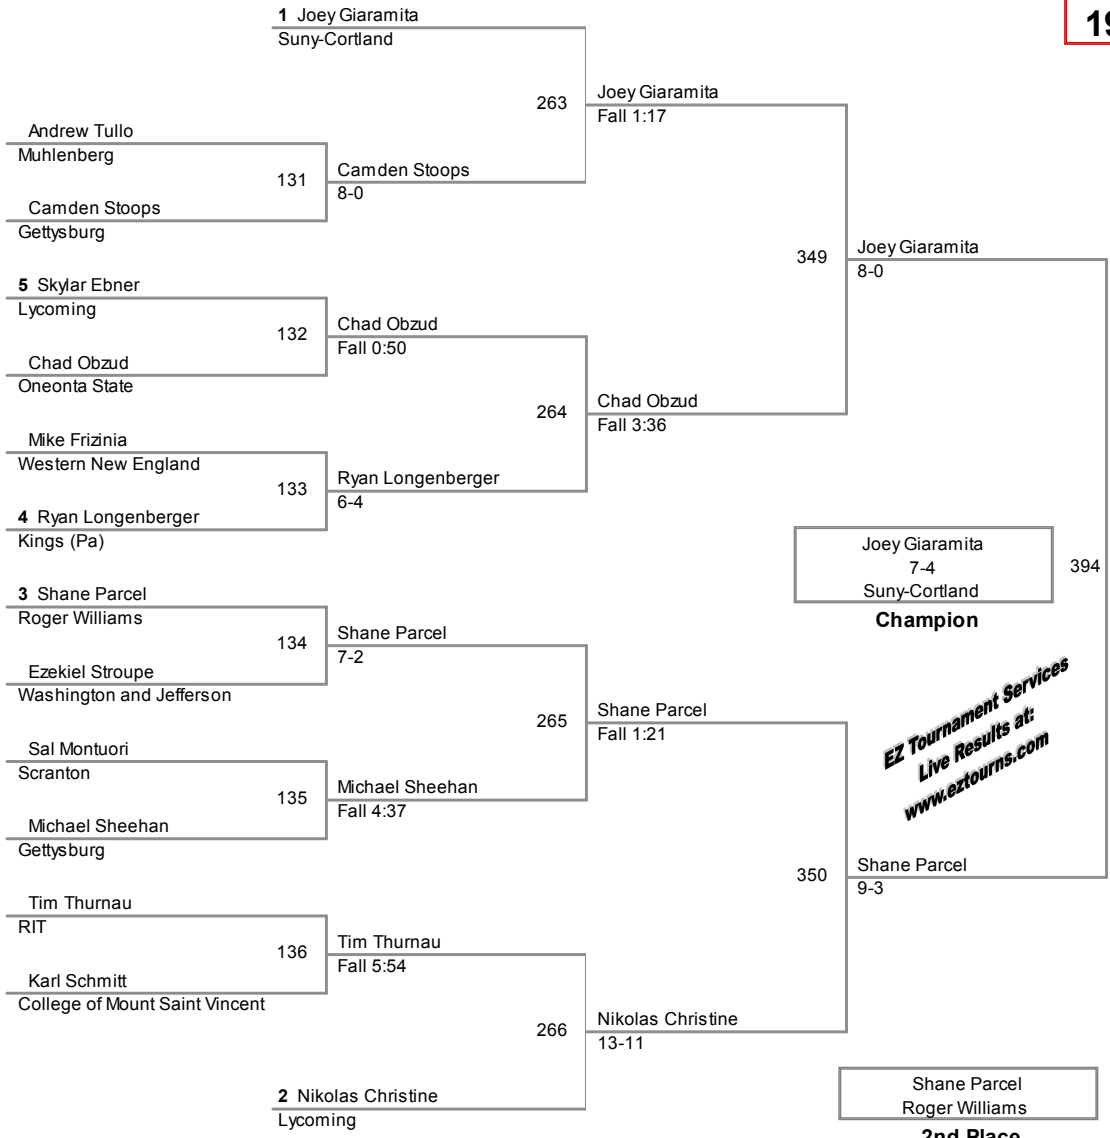 1 Joey Giaramita
Suny-Cortland
19
263
Joey Giaramita
Fall 1:17
Andrew Tullo
Muhlenberg
131
Camden Stoops
8-0
Camden Stoops
Gettysburg
349
Joey Giaramita
8-0
5 Skylar Ebner
Lycoming
132
Chad Obzud
Fall 0:50
Chad Obzud
Oneonta State
264
Chad Obzud
Fall 3:36
Mike Frizinia
Western New England
133
Ryan Longenberger
6-4
4 Ryan Longenberger
Kings (Pa)
Joey Giaramita
7-4
Suny-Cortland
Champion
394
3 Shane Parcel
Roger Williams
134
Shane Parcel
7-2
Ezekiel Stroupe
Washington and Jefferson
265
Shane Parcel
Fall 1:21
EZ Tournament Services
Live Results at:
www.eztourns.com
Sal Montuori
Scranton
135
Michael Sheehan
Fall 4:37
Michael Sheehan
Gettysburg
350
Shane Parcel
9-3
Tim Thurnau
RIT
136
Tim Thurnau
Fall 5:54
Karl Schmitt
College of Mount Saint Vincent
266
Nikolas Christine
13-11
2 Nikolas Christine
Lycoming
Shane Parcel
Roger Williams
2nd Place